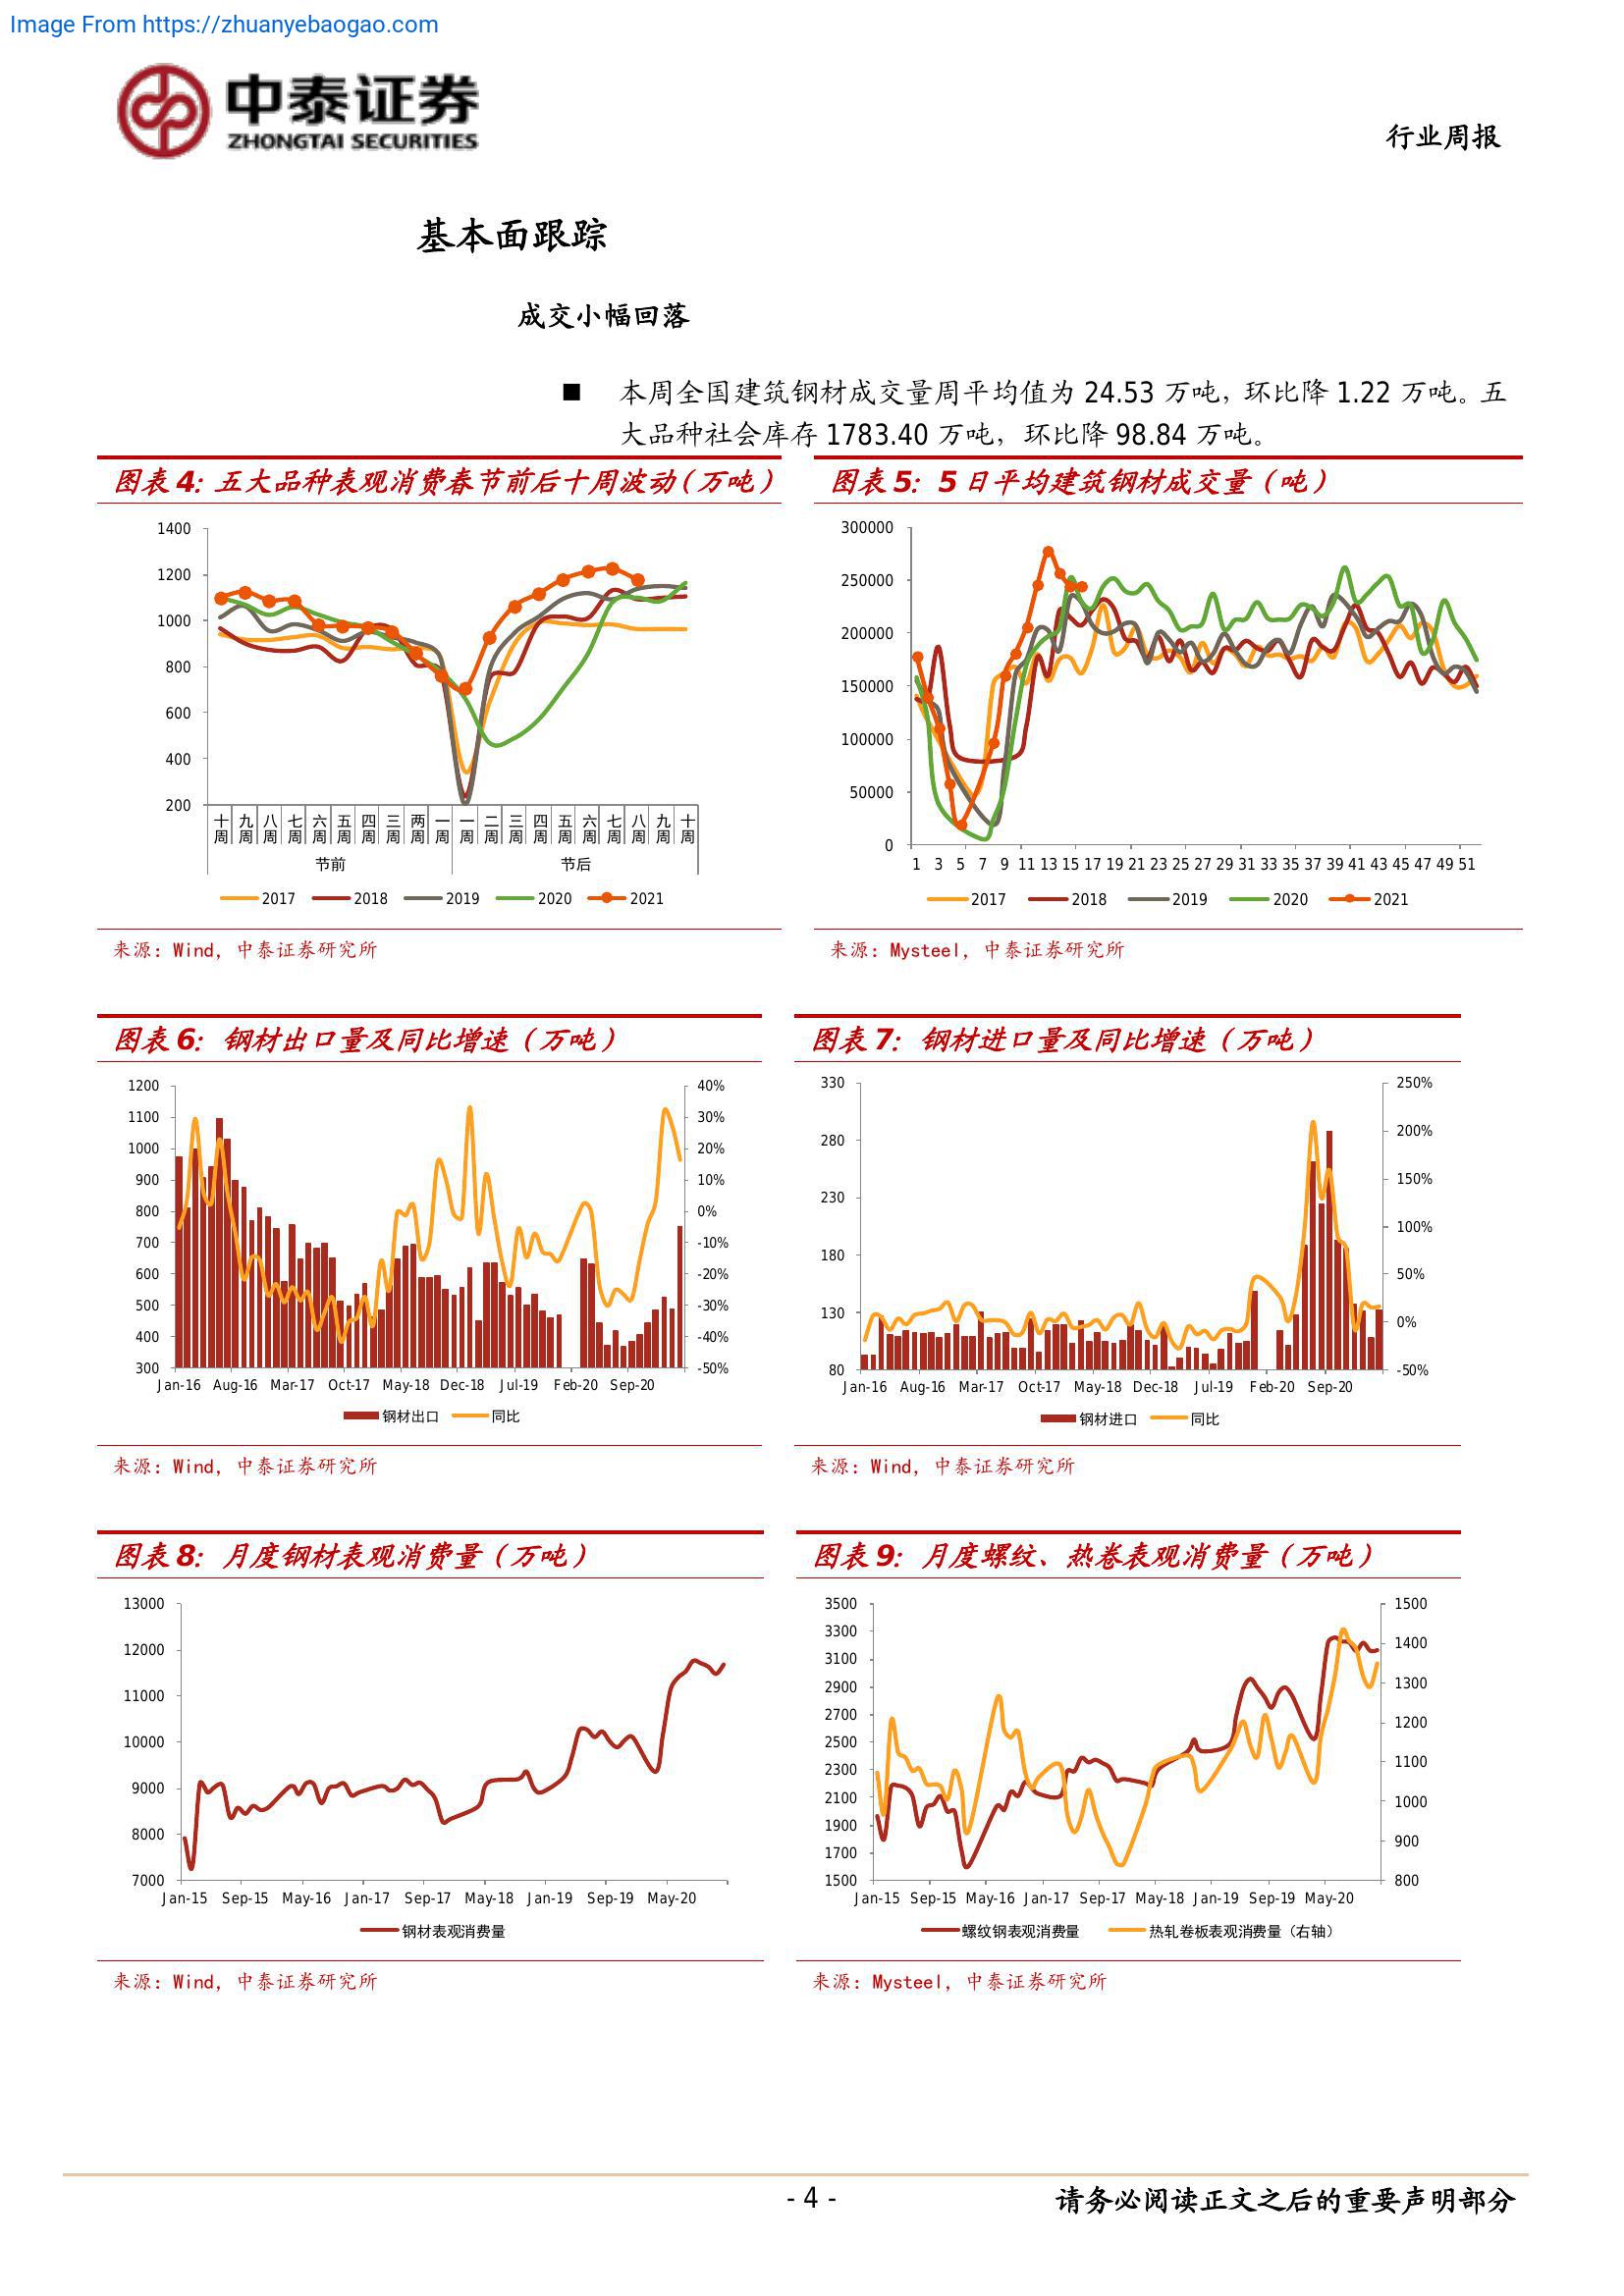 Image From https://zhuanyebaogao.com
中泰证券
ZHONGTAI SECURITIES
行业周报
基本面跟踪
成交小幅回落
■ 本周全国建筑钢材成交量周平均值为 24.53 万吨，环比降 1.22 万吨。五
大品种社会库存 1783.40 万吨，环比降 98.84 万吨。
图表 4：五大品种表观消费春节前后十周波动（万吨）
1400
1200
1000
800
600
400
200
十周 九周 八周 七周 六周 五周 四周 三周 两周 一周 一周 二周 三周 四周 五周 六周 七周 八周 九周 十周
节前 节后
2017 2018 2019 2020 2021
来源：Wind，中泰证券研究所
图表 5：5 日平均建筑钢材成交量（吨）
300000
250000
200000
150000
100000
50000
0
1 3 5 7 9 11 13 15 17 19 21 23 25 27 29 31 33 35 37 39 41 43 45 47 49 51
2017 2018 2019 2020 2021
来源：Mysteel，中泰证券研究所
图表 6：钢材出口量及同比增速（万吨）
1200
1100
1000
900
800
700
600
500
400
300
40%
30%
20%
10%
0%
-10%
-20%
-30%
-40%
-50%
Jan-16 Aug-16 Mar-17 Oct-17 May-18 Dec-18 Jul-19 Feb-20 Sep-20
钢材出口 同比
来源：Wind，中泰证券研究所
图表 7：钢材进口量及同比增速（万吨）
330
280
230
180
130
80
250%
200%
150%
100%
50%
0%
-50%
Jan-16 Aug-16 Mar-17 Oct-17 May-18 Dec-18 Jul-19 Feb-20 Sep-20
钢材进口 同比
来源：Wind，中泰证券研究所
图表 8：月度钢材表观消费量（万吨）
13000
12000
11000
10000
9000
8000
7000
Jan-15 Sep-15 May-16 Jan-17 Sep-17 May-18 Jan-19 Sep-19 May-20
钢材表观消费量
来源：Wind，中泰证券研究所
图表 9：月度螺纹、热卷表观消费量（万吨）
3500
3300
3100
2900
2700
2500
2300
2100
1900
1700
1500
1500
1400
1300
1200
1100
1000
900
800
Jan-15 Sep-15 May-16 Jan-17 Sep-17 May-18 Jan-19 Sep-19 May-20
螺纹钢表观消费量 热轧卷板表观消费量（右轴）
来源：Mysteel，中泰证券研究所
- 4 -
请务必阅读正文之后的重要声明部分